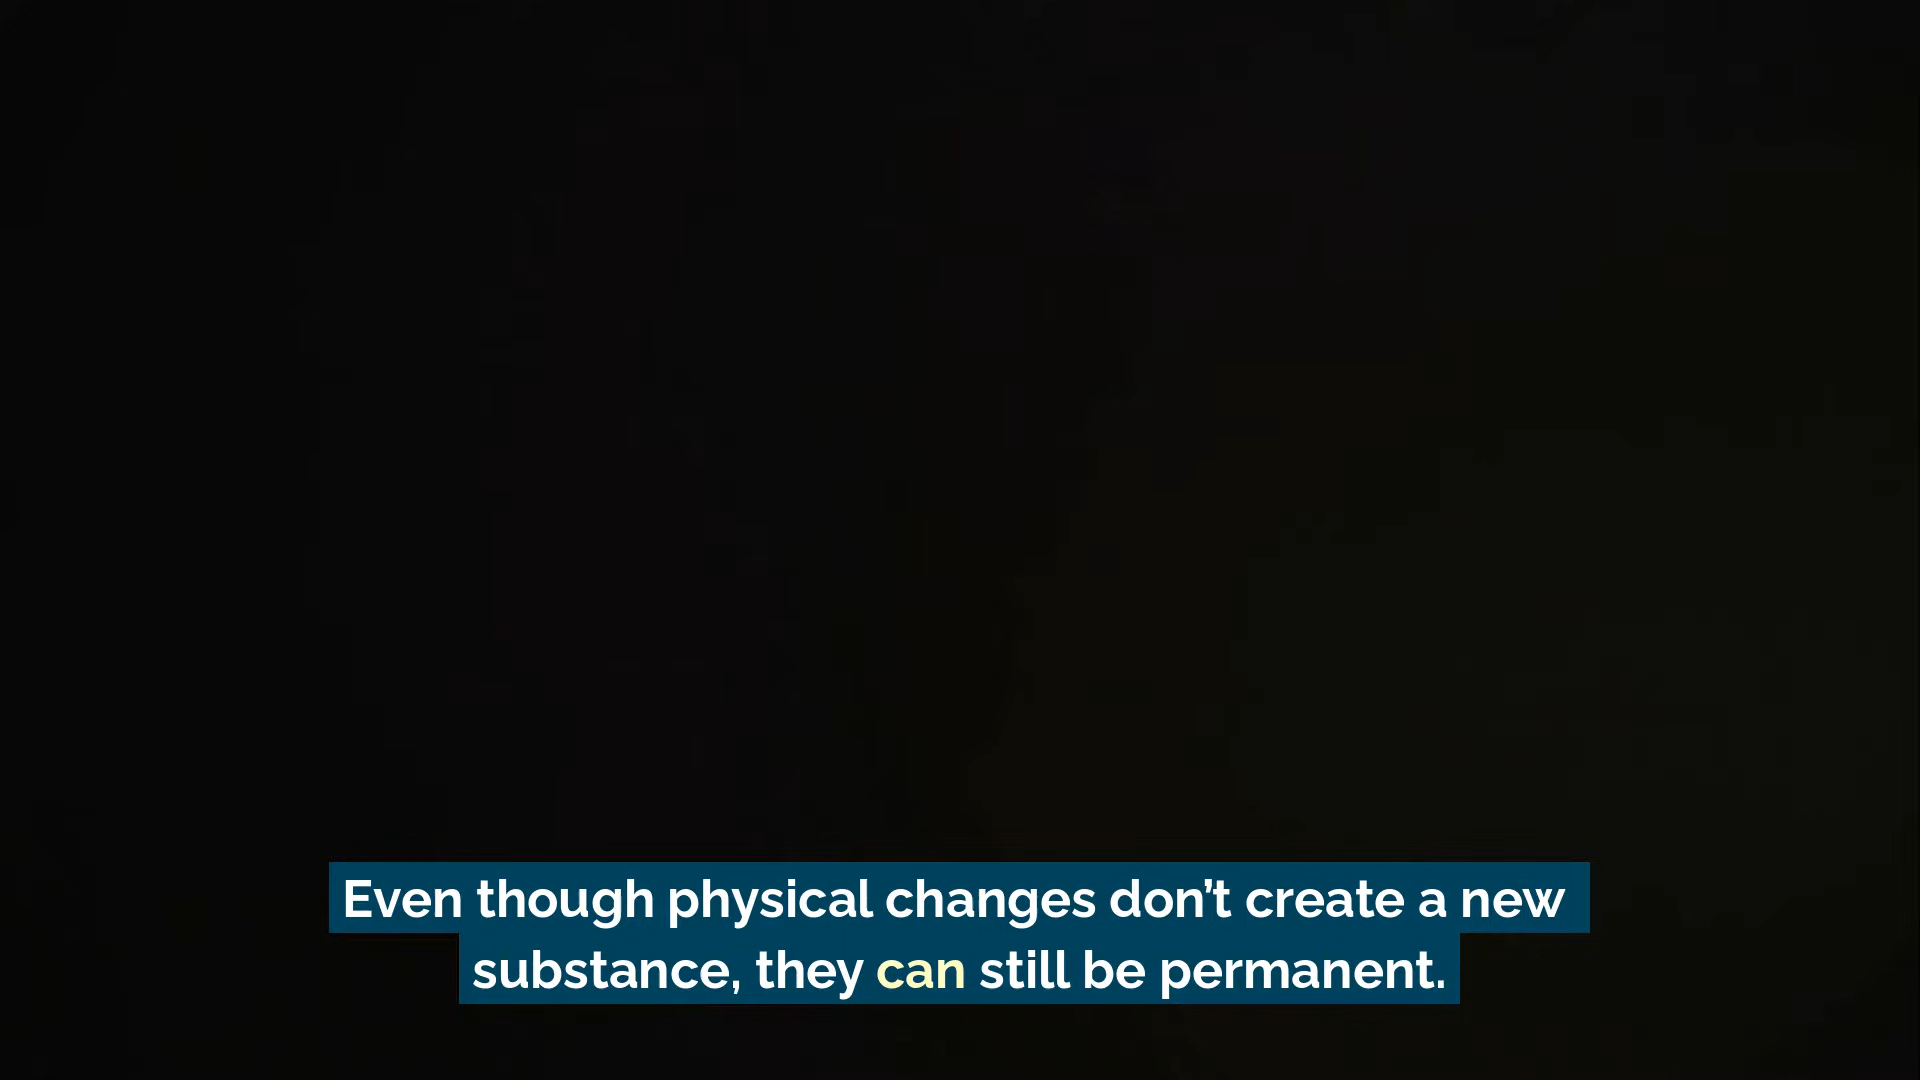 Even though physical changes don’t create a new
substance, they can still be permanent.